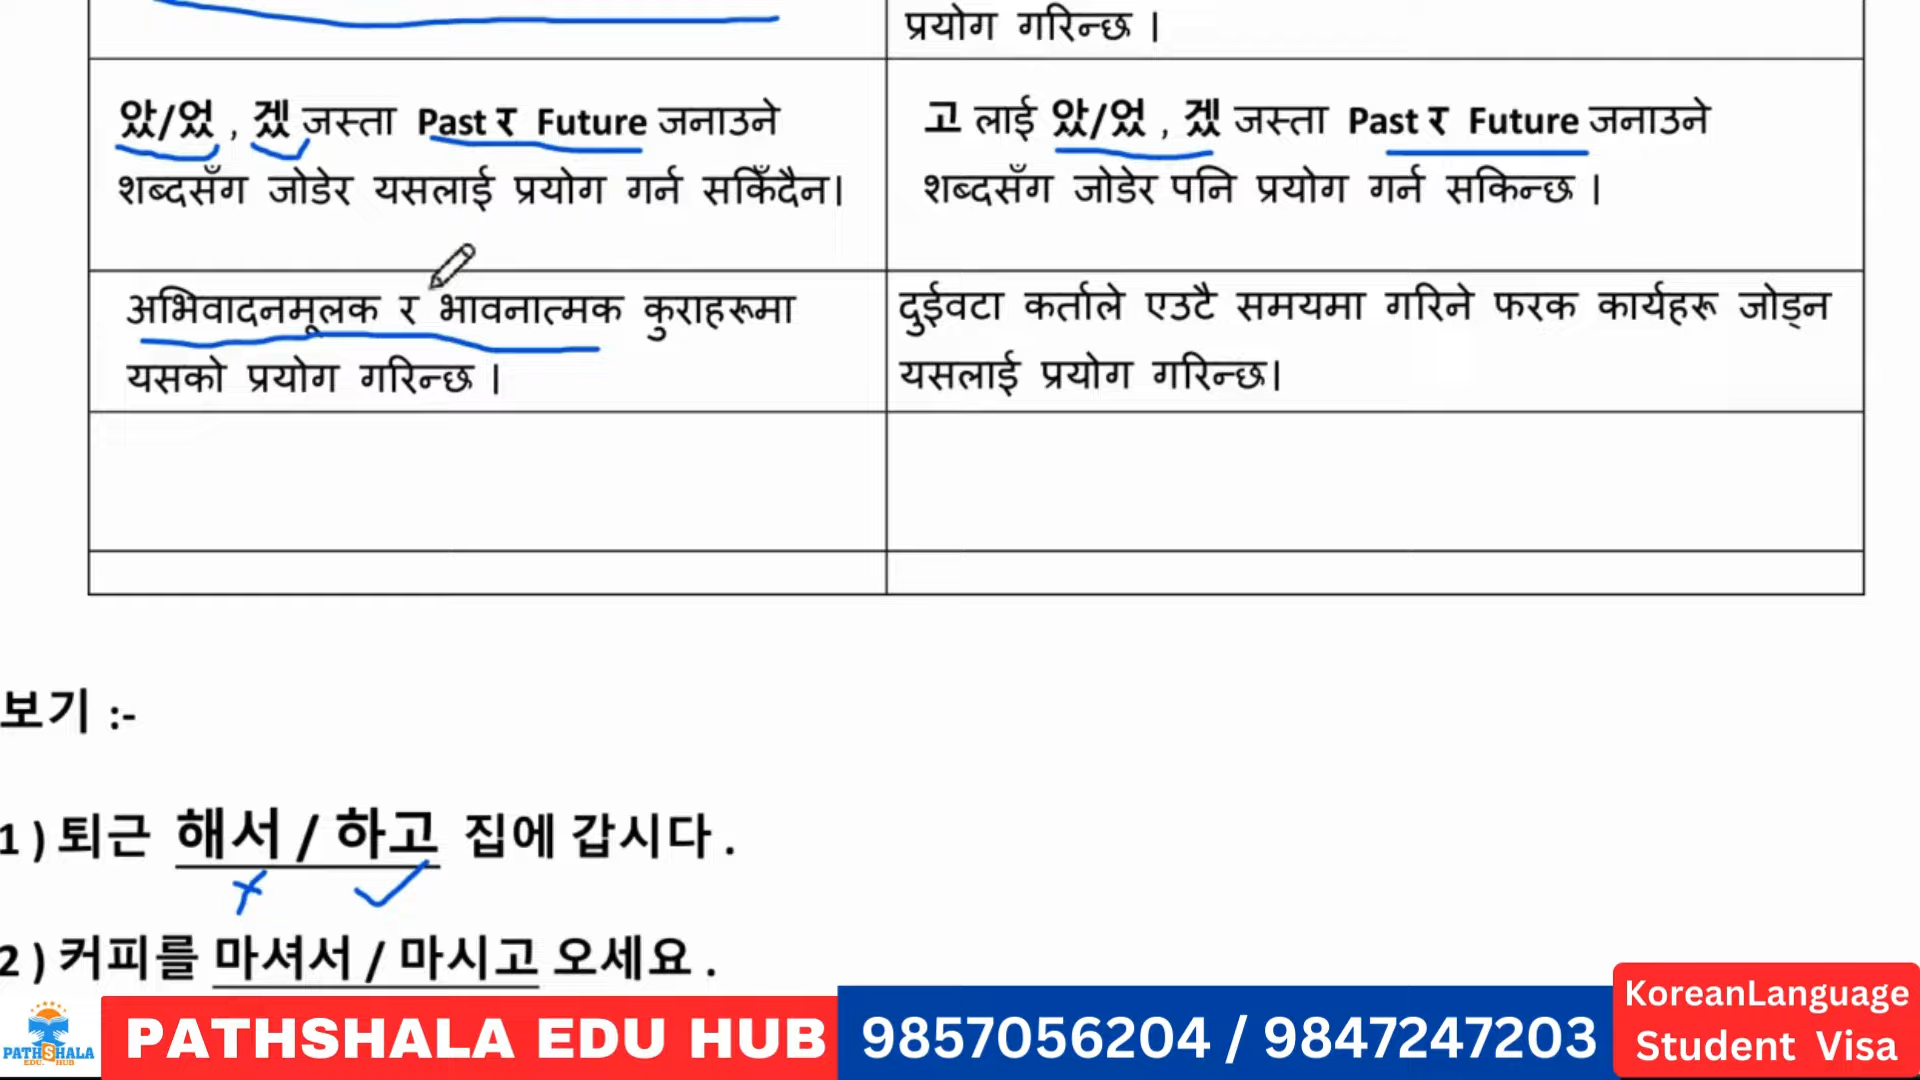 प्रयोग गरिन्छ ।
았/었 , 겠 जस्ता Past र Future जनाउने
शब्दसँग जोडेर यसलाई प्रयोग गर्न सकिँदैन।
고 लाई 았/었 , 겠 जस्ता Past र Future जनाउने
शब्दसँग जोडेर पनि प्रयोग गर्न सकिन्छ ।
अभिवादनमूलक र भावनात्मक कुराहरूमा
यसको प्रयोग गरिन्छ ।
दुईवटा कर्ताले एउटै समयमा गरिने फरक कार्यहरू जोड्न
यसलाई प्रयोग गरिन्छ।
보기 :-
1 ) 퇴근 해서 / 하고 집에 갑시다 .
2 ) 커피를 마셔서 / 마시고 오세요 .
PATHSHALA EDU. HUB
PATHSHALA EDU HUB
9857056204 / 9847247203
KoreanLanguage
Student Visa